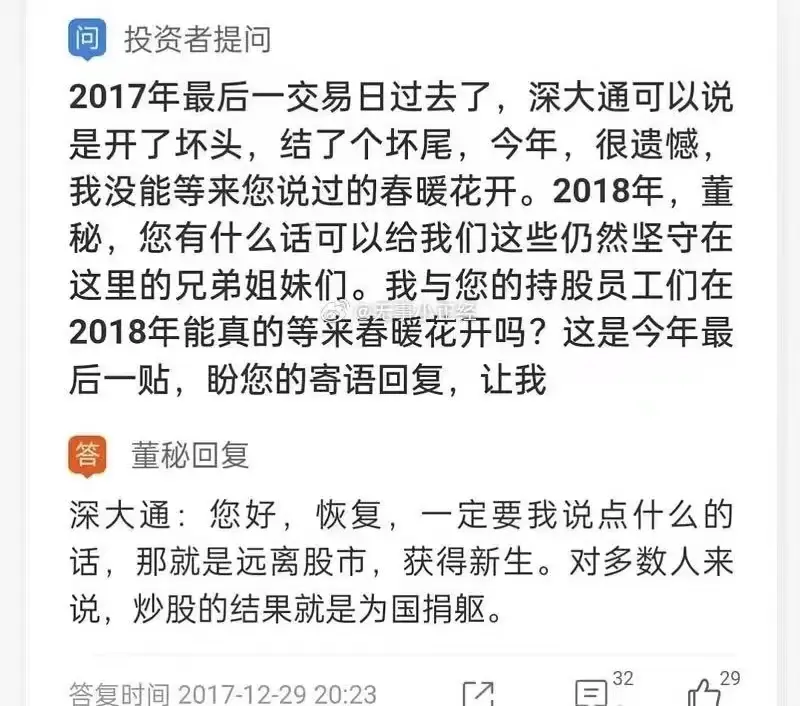 问 投资者提问
2017年最后一交易日过去了，深大通可以说
是开了坏头，结了个坏尾，今年，很遗憾，
我没能等来您说过的春暖花开。2018年，董
秘，您有什么话可以给我们这些仍然坚守在
这里的兄弟姐妹们。我与您的持股员工们在
2018年能真的等来春暖花开吗？这是今年最
后一贴，盼您的寄语回复，让我
答 董秘回复
深大通：您好，恢复，一定要我说点什么的
话，那就是远离股市，获得新生。对多数人来
说，炒股的结果就是为国捐躯。
答复时间 2017-12-29 20:23
32
29